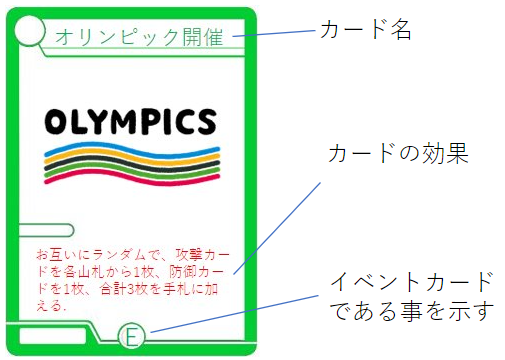 オリンピック開催
カード名
OLYMPICS
カードの効果
お互いにランダムで、攻撃カー
ドを各山札から1枚、防御カー
ドを1枚、合計3枚を手札に加
える.
イベントカード
である事を示す
E